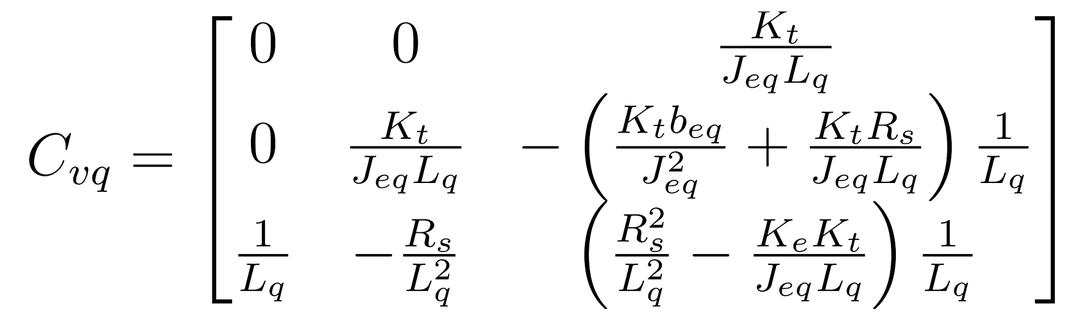 C_{vq} = \begin{bmatrix} 0 & 0 & \frac{K_t}{J_{eq}L_q} \\ 0 & \frac{K_t}{J_{eq}L_q} & -\left(\frac{K_t b_{eq}}{J_{eq}^2} + \frac{K_t R_s}{J_{eq}L_q}\right)\frac{1}{L_q} \\ \frac{1}{L_q} & -\frac{R_s}{L_q^2} & \left(\frac{R_s^2}{L_q^2} - \frac{K_e K_t}{J_{eq}L_q}\right)\frac{1}{L_q} \end{bmatrix}